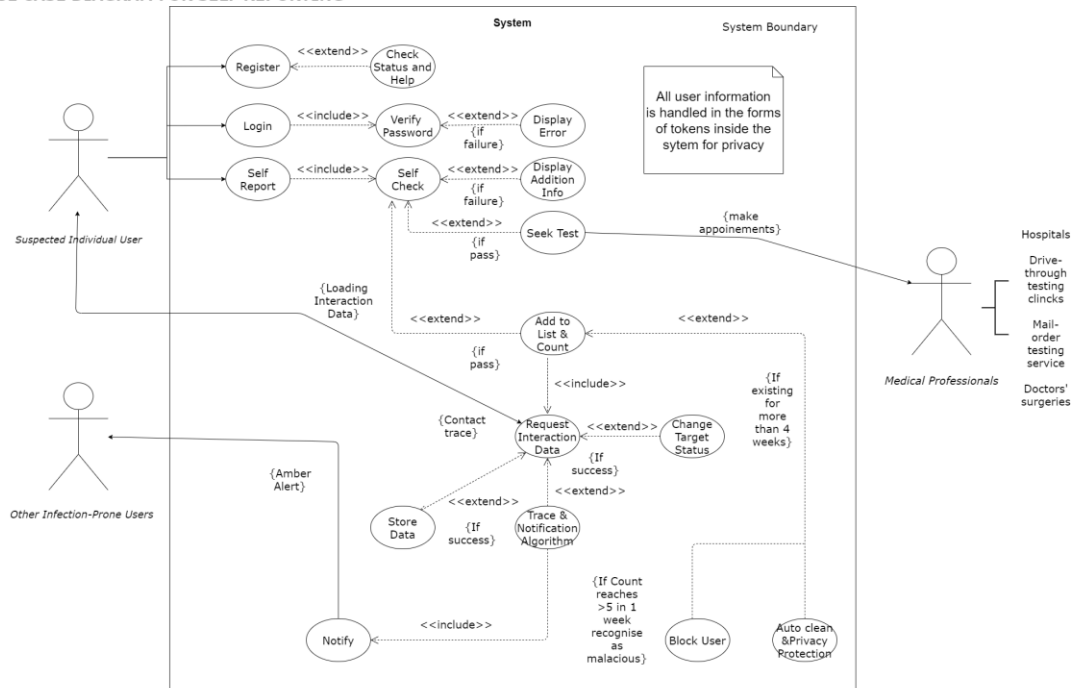 System
System Boundary
<<extend>>
Register
Check
Status and
Help
All user information
is handled in the forms
of tokens inside the
sytem for privacy
Login
<<include>>
Verify
Password
<<extend>>
{if
failure}
Display
Error
Self
Report
<<include>>
Self
Check
<<extend>>
{if
failure}
Display
Addition
Info
Suspected Individual User
<<extend>>
{if
pass}
Seek Test
{make
appoinements}
Hospitals
Drive-
through
testing
clincks
Mail-
order
testing
service
Doctors'
surgeries
Medical Professionals
{Loading
Interaction
Data}
<<extend>>
{if
pass}
Add to
List &
Count
<<extend>>
<<include>>
{If
existing
for
more
than 4
weeks}
{Contact
trace}
Request
Interaction
Data
<<extend>>
{If
success}
Change
Target
Status
{Amber
Alert}
Other Infection-Prone Users
<<extend>>
<<extend>>
Store
Data
{If
success}
Trace &
Notification
Algorithm
{If Count
reaches
>5 in 1
week
recognise
as
malacious}
Notify
<<include>>
Block User
Auto clean
&Privacy
Protection